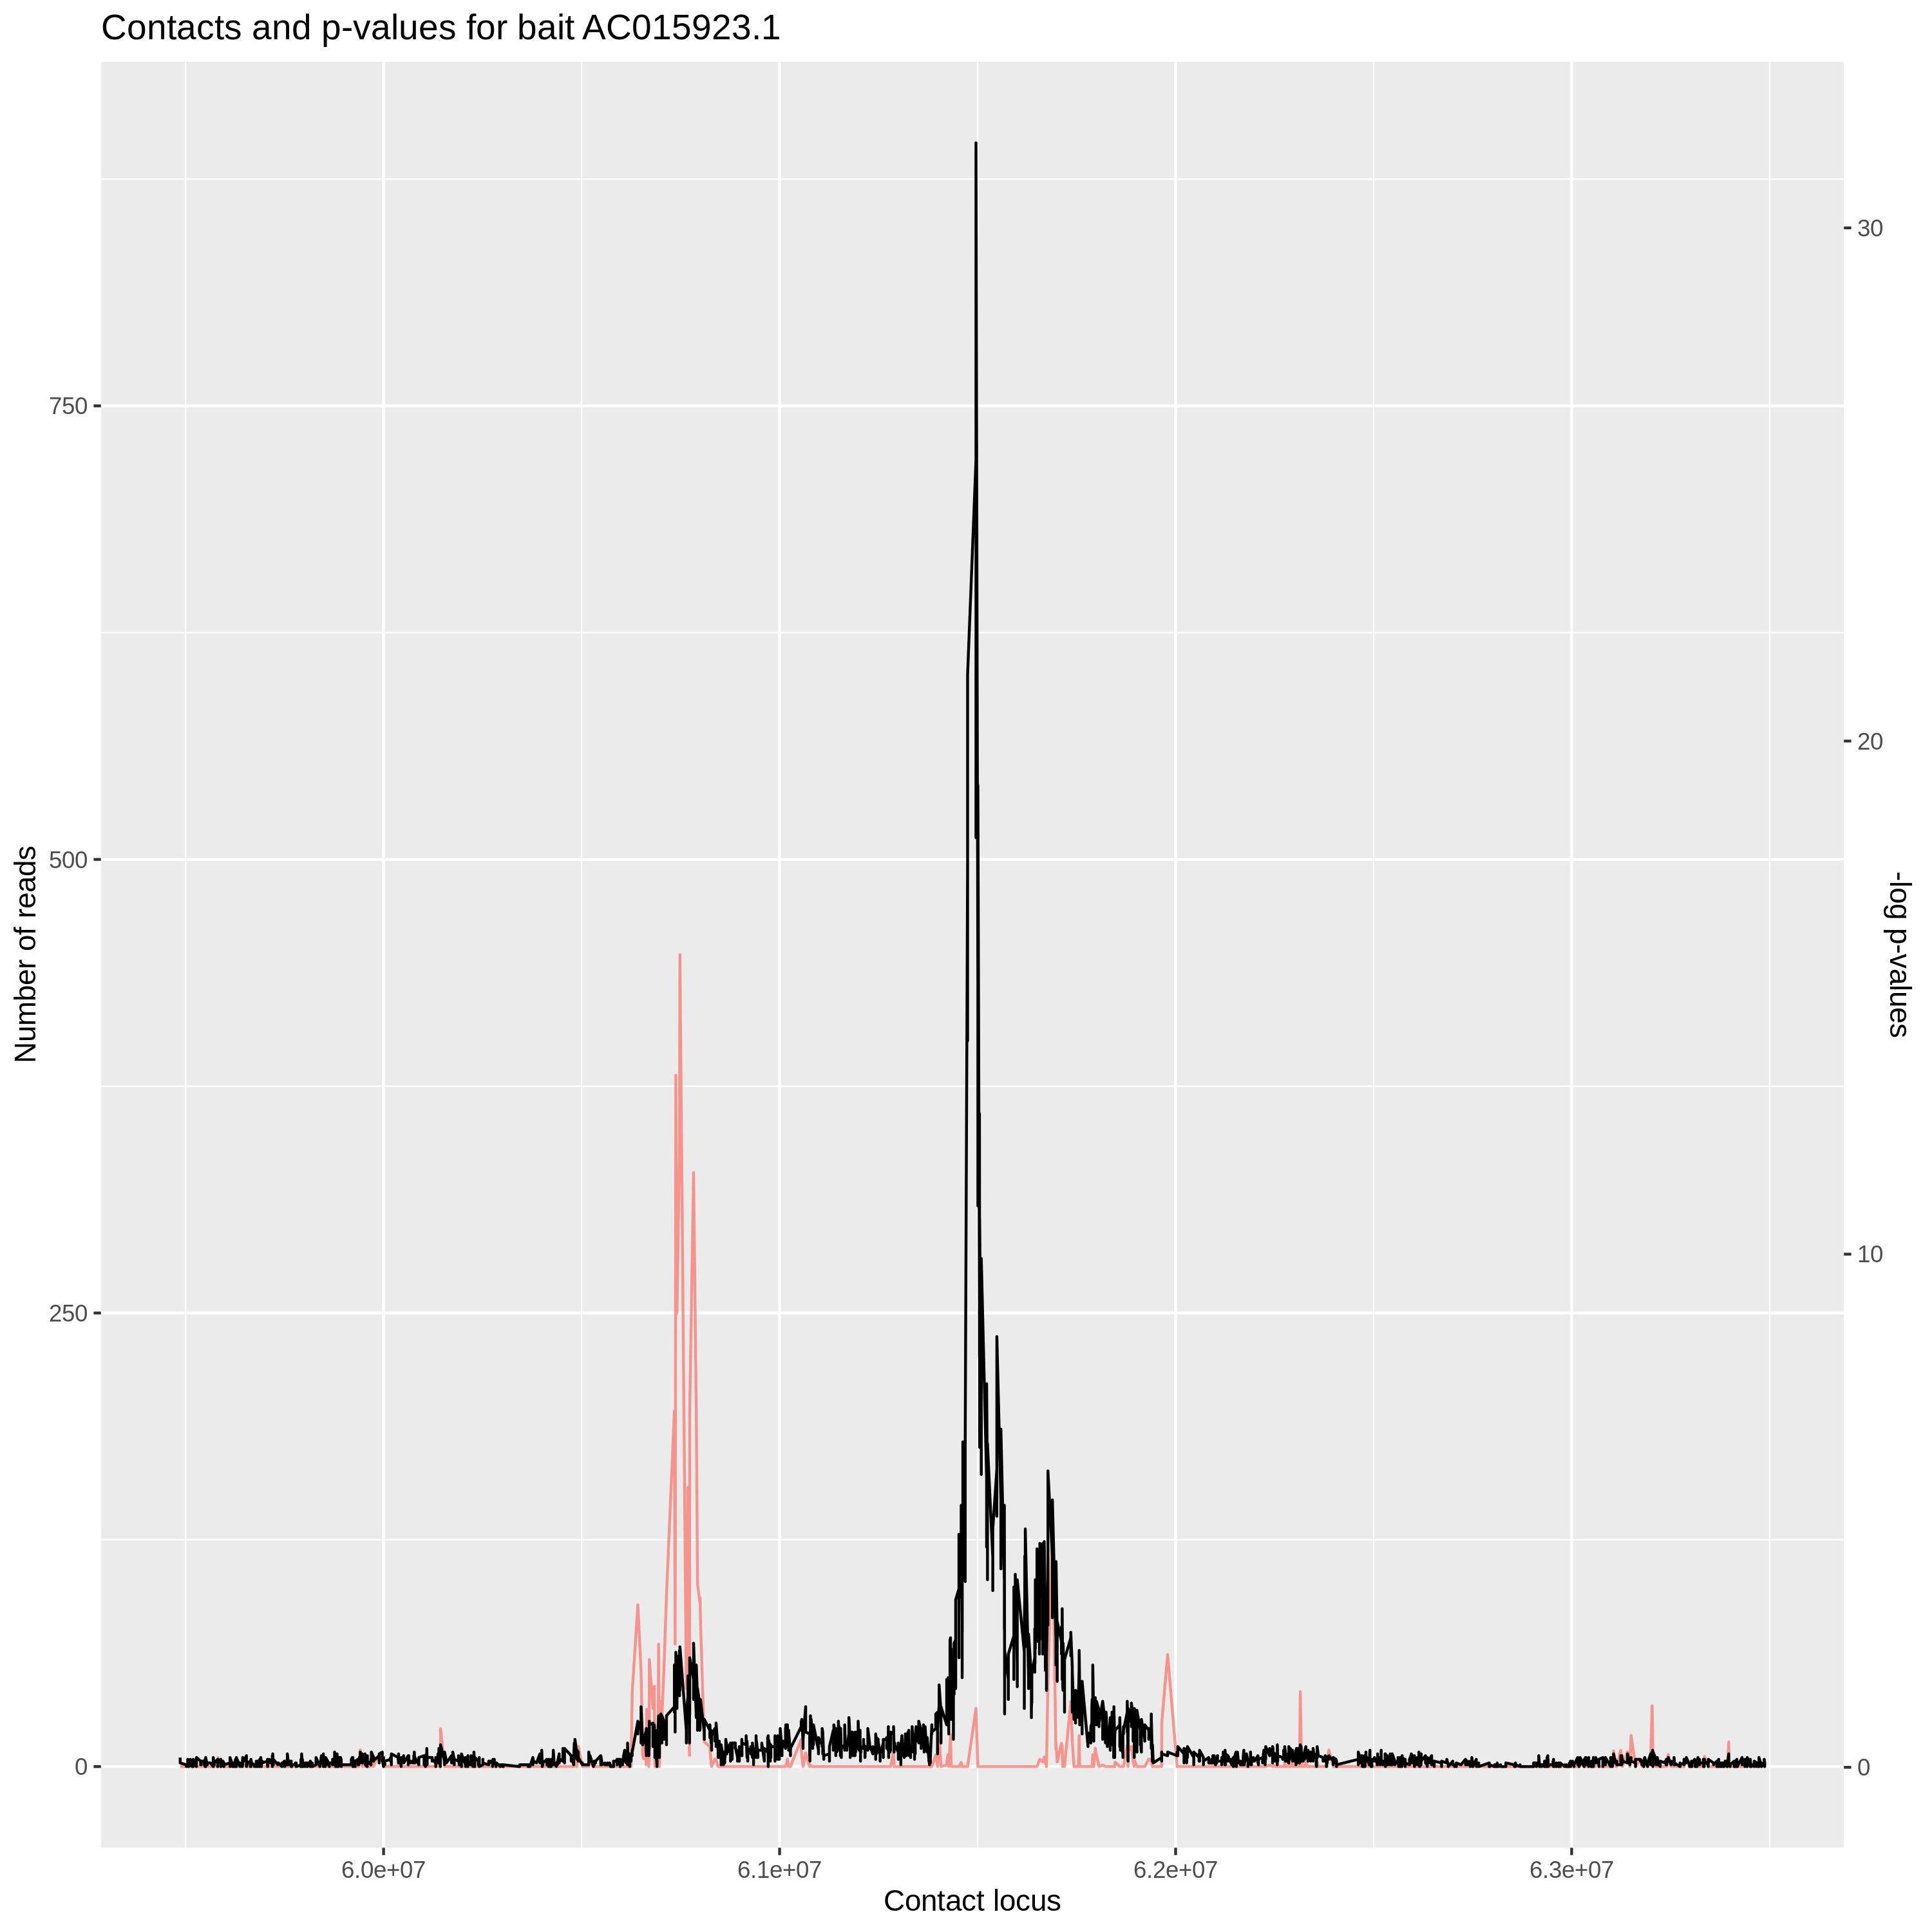 Contacts and p-values for bait AC015923.1
750
500
250
0
30
20
10
0
Number of reads
-log p-values
6.0e+07 6.1e+07 6.2e+07 6.3e+07
Contact locus